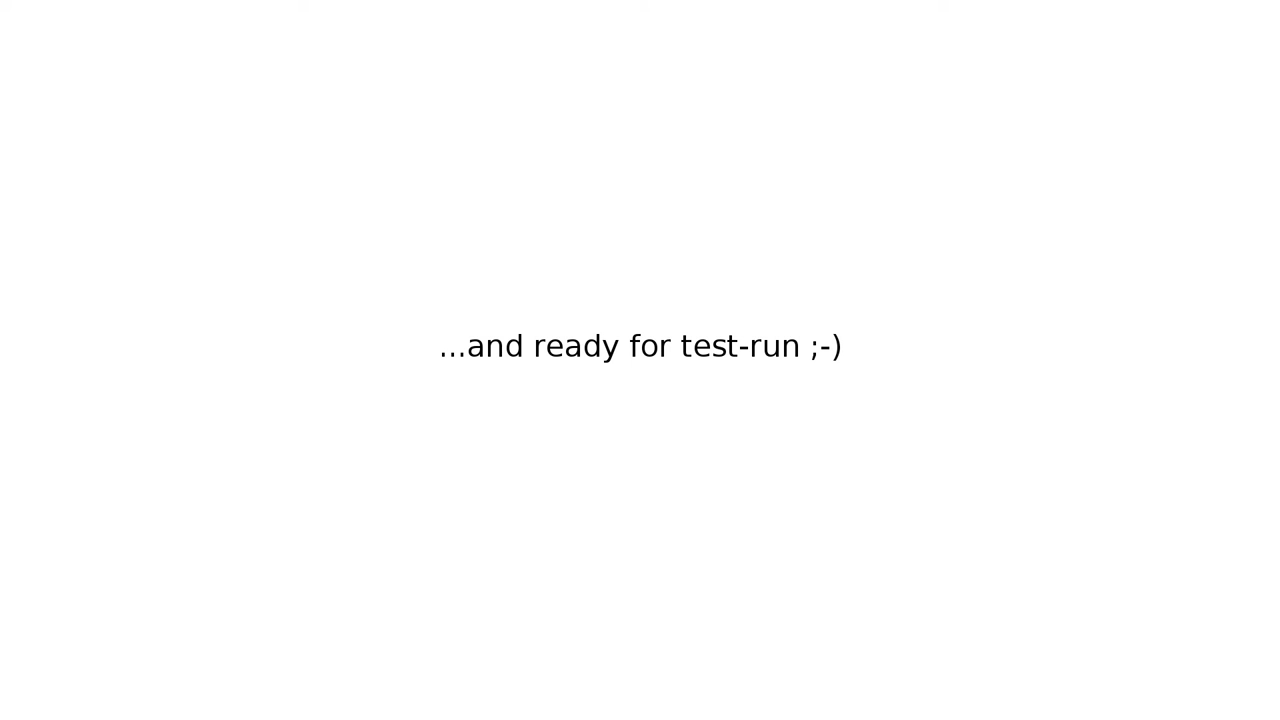 ...and ready for test-run ;-)